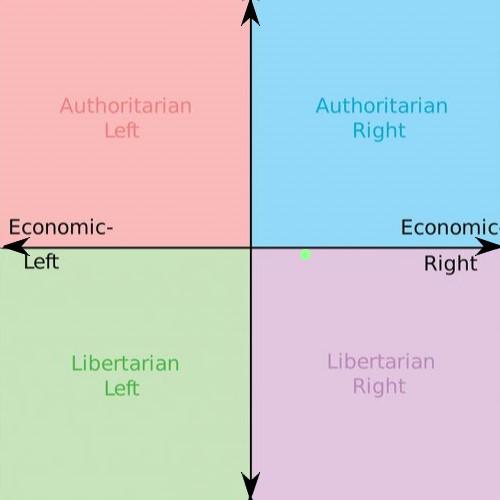 Authoritarian
Left
Authoritarian
Right
Economic-
Left
Economic-
Right
Libertarian
Left
Libertarian
Right